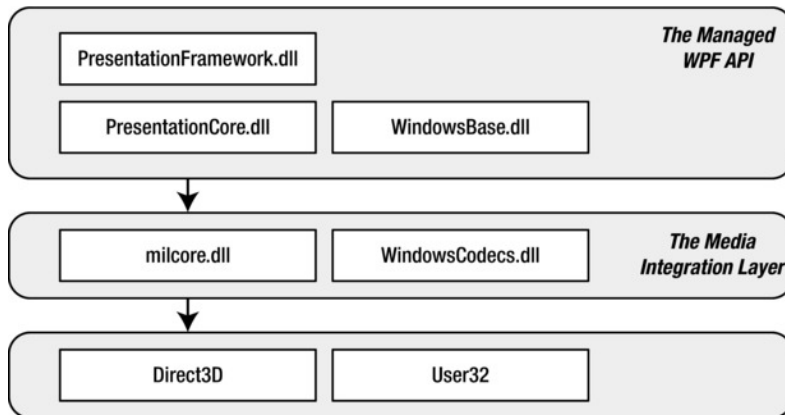 The Managed
WPF API
PresentationFramework.dll
PresentationCore.dll
WindowsBase.dll
The Media
Integration Layer
milcore.dll
WindowsCodecs.dll
Direct3D
User32